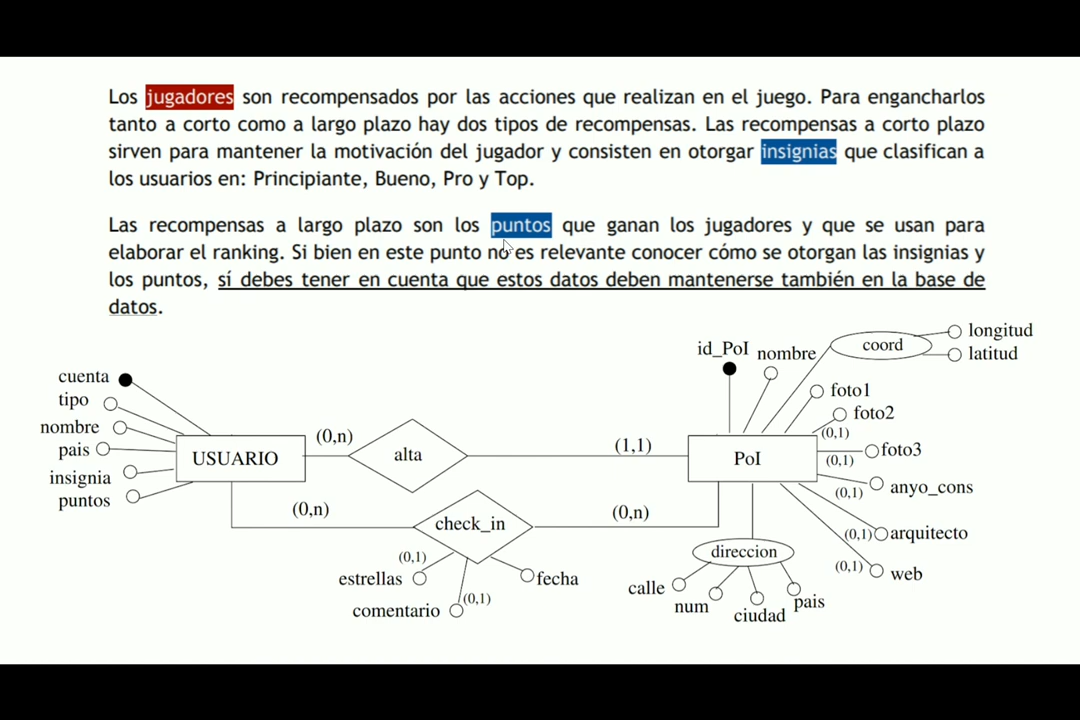 Los jugadores son recompensados por las acciones que realizan en el juego. Para engancharlos
tanto a corto como a largo plazo hay dos tipos de recompensas. Las recompensas a corto plazo
sirven para mantener la motivación del jugador y consisten en otorgar insignias que clasifican a
los usuarios en: Principiante, Bueno, Pro y Top.
Las recompensas a largo plazo son los puntos que ganan los jugadores y que se usan para
elaborar el ranking. Si bien en este punto no es relevante conocer cómo se otorgan las insignias y
los puntos, sí debes tener en cuenta que estos datos deben mantenerse también en la base de
datos.
cuenta
tipo
nombre
pais
insignia
puntos
USUARIO
(0,n)
alta
(1,1)
PoI
id_PoI
nombre
coord
longitud
latitud
foto1
foto2
(0,1)
foto3
(0,1)
anyo_cons
(0,1)
arquitecto
(0,1)
web
(0,1)
(0,n)
check_in
(0,n)
estrellas
(0,1)
comentario
(0,1)
fecha
direccion
calle
num
ciudad
pais